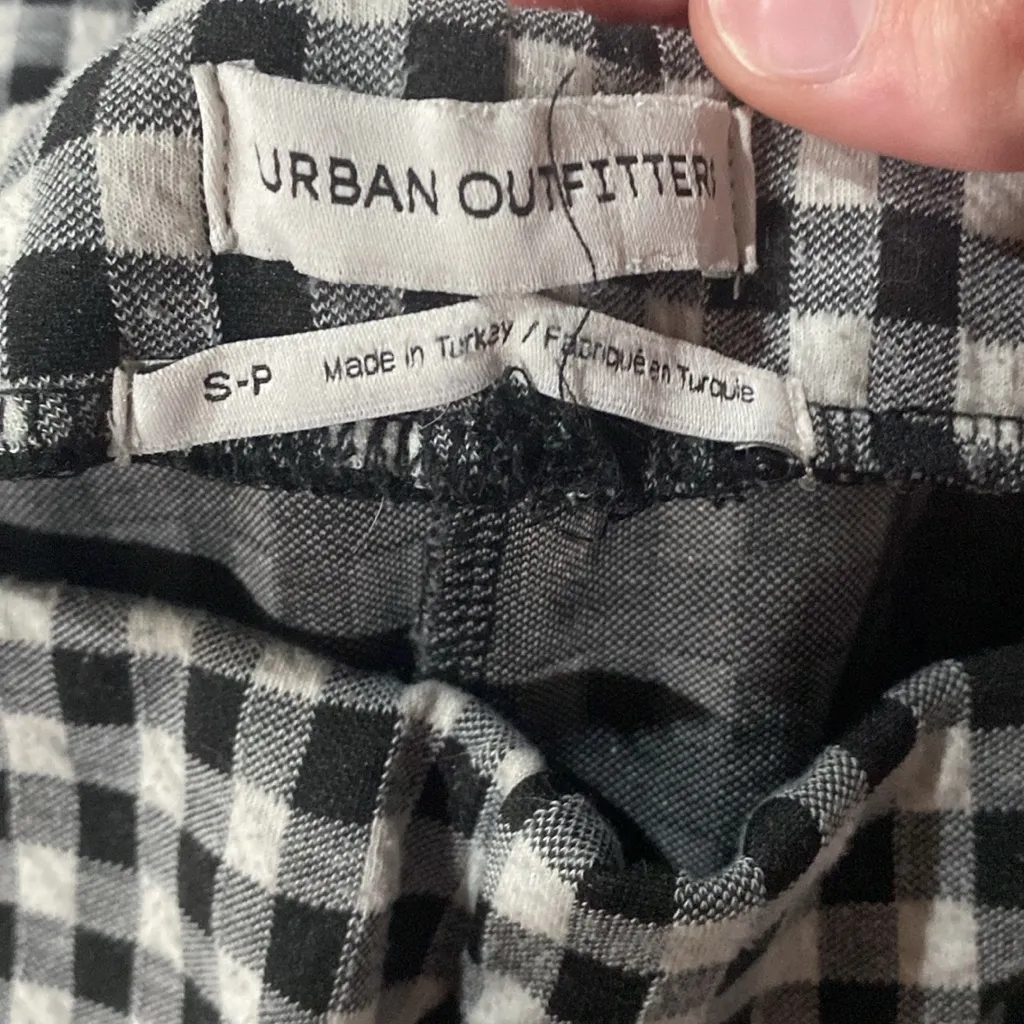 URBAN OUTFITTERS
S-P Made in Turkey / Fabriqué en Turquie